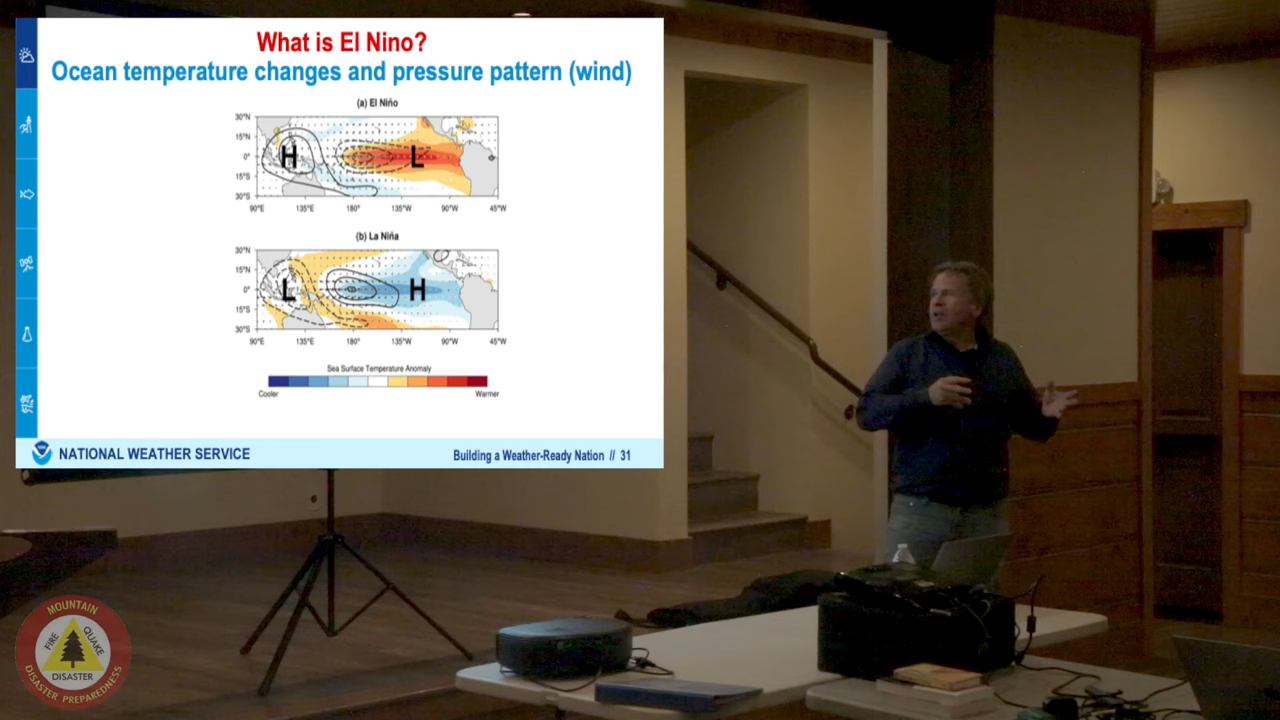 What is El Nino?
Ocean temperature changes and pressure pattern (wind)
(a) El Niño
30°N
15°N
0°
15°S
30°S
H
L
90°E 135°E 180° 135°W 90°W 45°W
(b) La Niña
30°N
15°N
0°
15°S
30°S
L
H
90°E 135°E 180° 135°W 90°W 45°W
Sea Surface Temperature Anomaly
Cooler Warmer
NATIONAL WEATHER SERVICE
Building a Weather-Ready Nation // 31
MOUNTAIN
FIRE QUAKE
DISASTER
DISASTER PREPAREDNESS